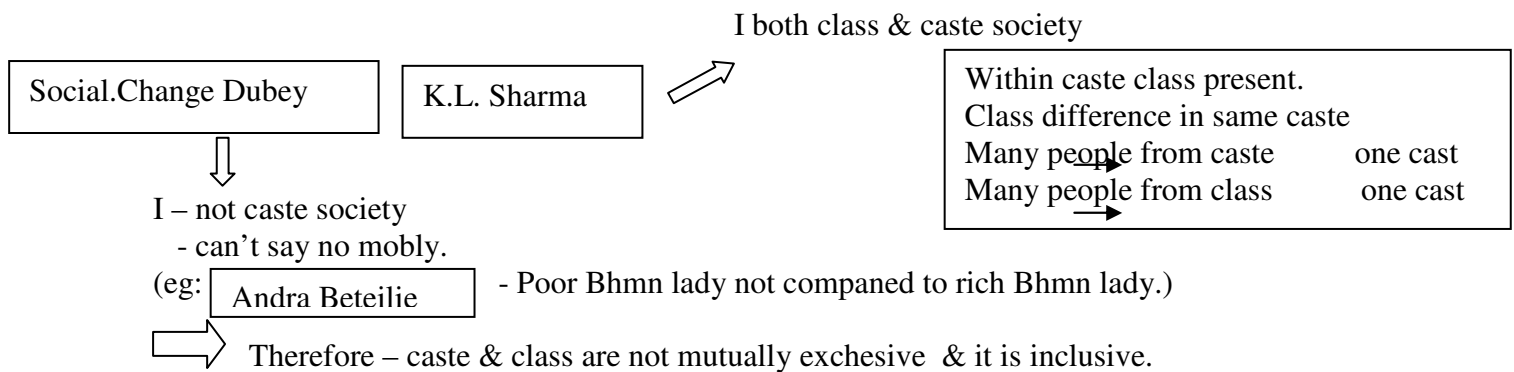 I both class & caste society
Social.Change Dubey
K.L. Sharma
Within caste class present.
Class difference in same caste
Many people from caste one cast
Many people from class one cast
I – not caste society
- can't say no mobly.
(eg: Andra Beteilie - Poor Bhmn lady not companed to rich Bhmn lady.)
Therefore – caste & class are not mutually exchesive & it is inclusive.